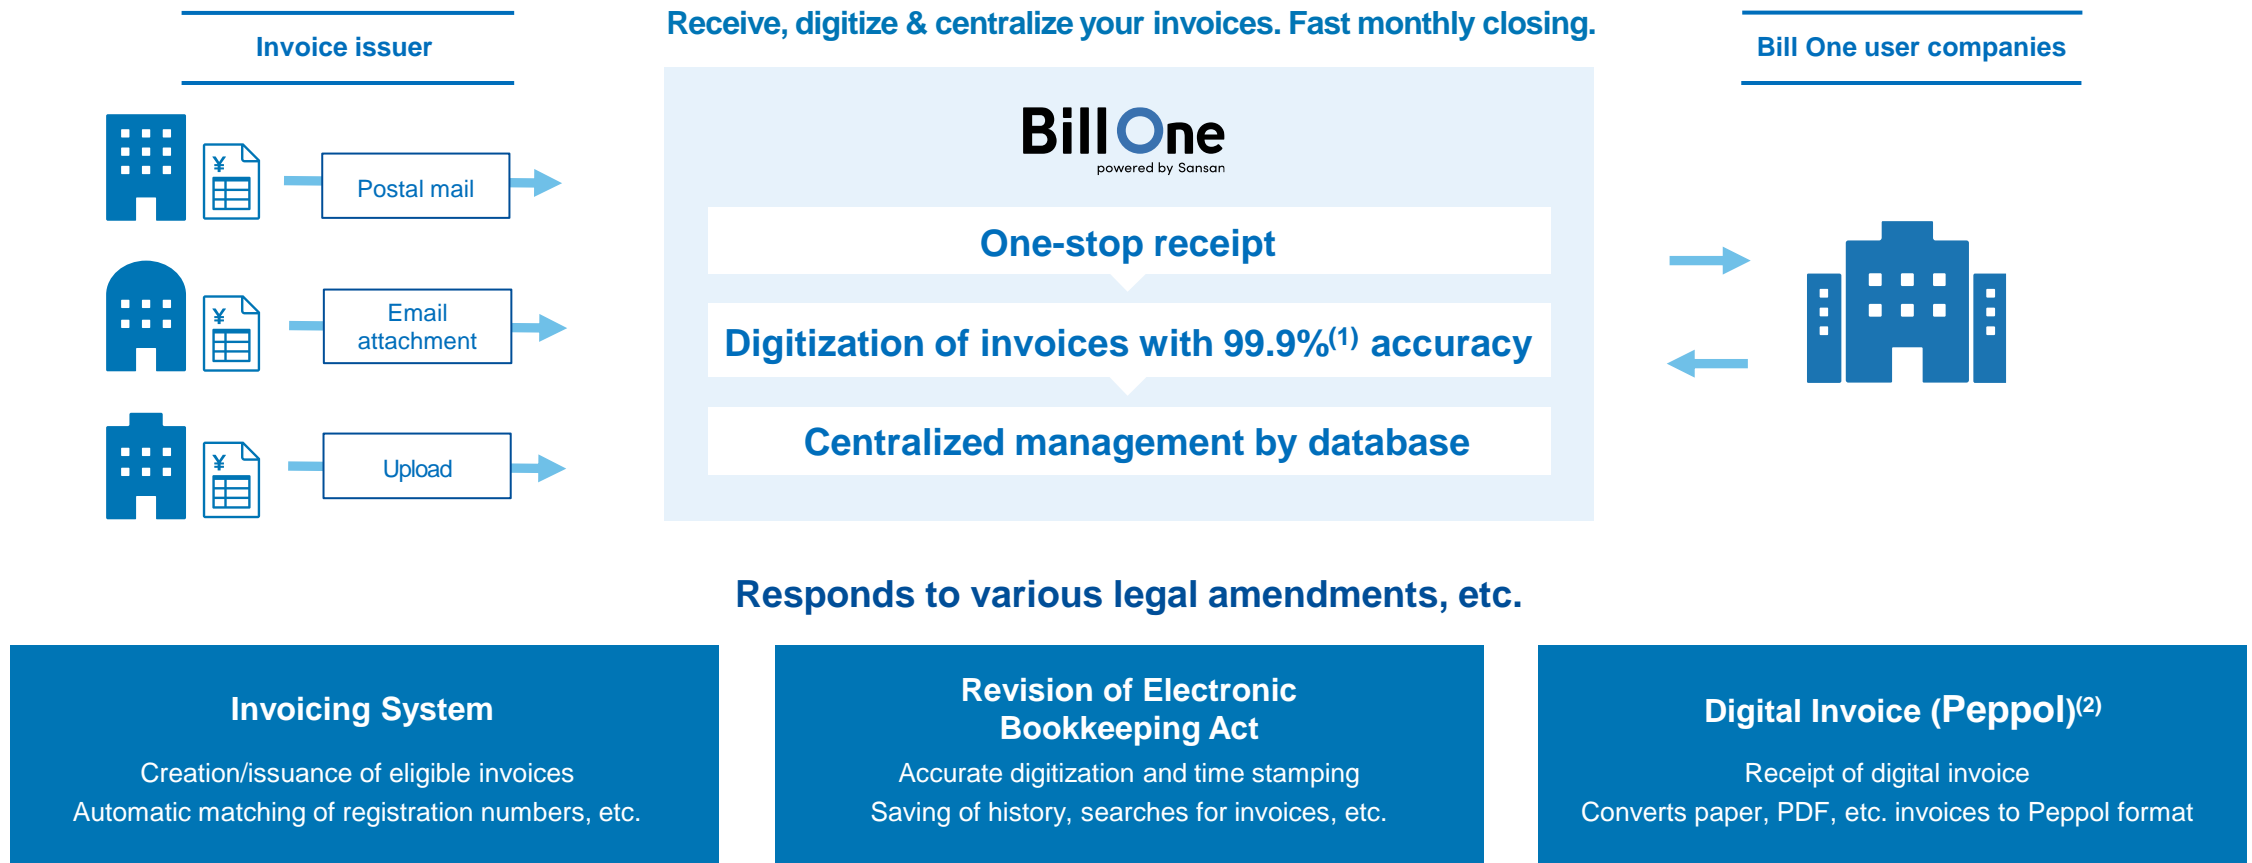 Invoice issuer
Receive, digitize & centralize your invoices. Fast monthly closing.
Bill One user companies
¥
Postal mail
¥
Email
attachment
¥
Upload
Bill One
powered by Sansan
One-stop receipt
Digitization of invoices with 99.9%(1) accuracy
Centralized management by database
Responds to various legal amendments, etc.
Invoicing System
Creation/issuance of eligible invoices
Automatic matching of registration numbers, etc.
Revision of Electronic
Bookkeeping Act
Accurate digitization and time stamping
Saving of history, searches for invoices, etc.
Digital Invoice (Peppol)(2)
Receipt of digital invoice
Converts paper, PDF, etc. invoices to Peppol format